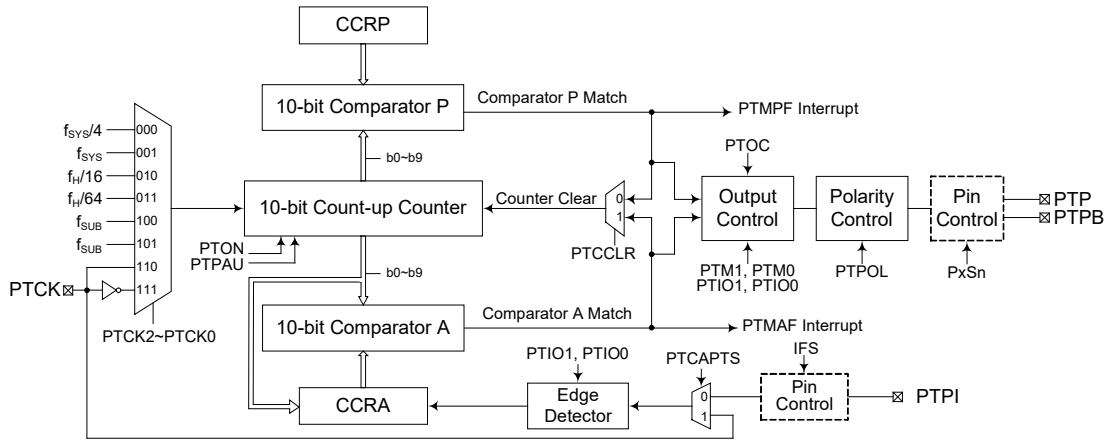 CCRP
10-bit Comparator P
Comparator P Match
PTMPF Interrupt
b0~b9
fSYS/4
000
fSYS
001
fH/16
010
fH/64
011
fSUB
100
fSUB
101
110
111
PTCK
PTCK2~PTCK0
10-bit Count-up Counter
PTON
PTPAU
Counter Clear
0
1
PTCCLR
PTOC
Output
Control
PTM1, PTM0
PTIO1, PTIO0
Polarity
Control
PTPOL
Pin
Control
PxSn
PTP
PTPB
b0~b9
10-bit Comparator A
Comparator A Match
PTMAF Interrupt
CCRA
PTIO1, PTIO0
Edge
Detector
PTCAPTS
0
1
IFS
Pin
Control
PTPI